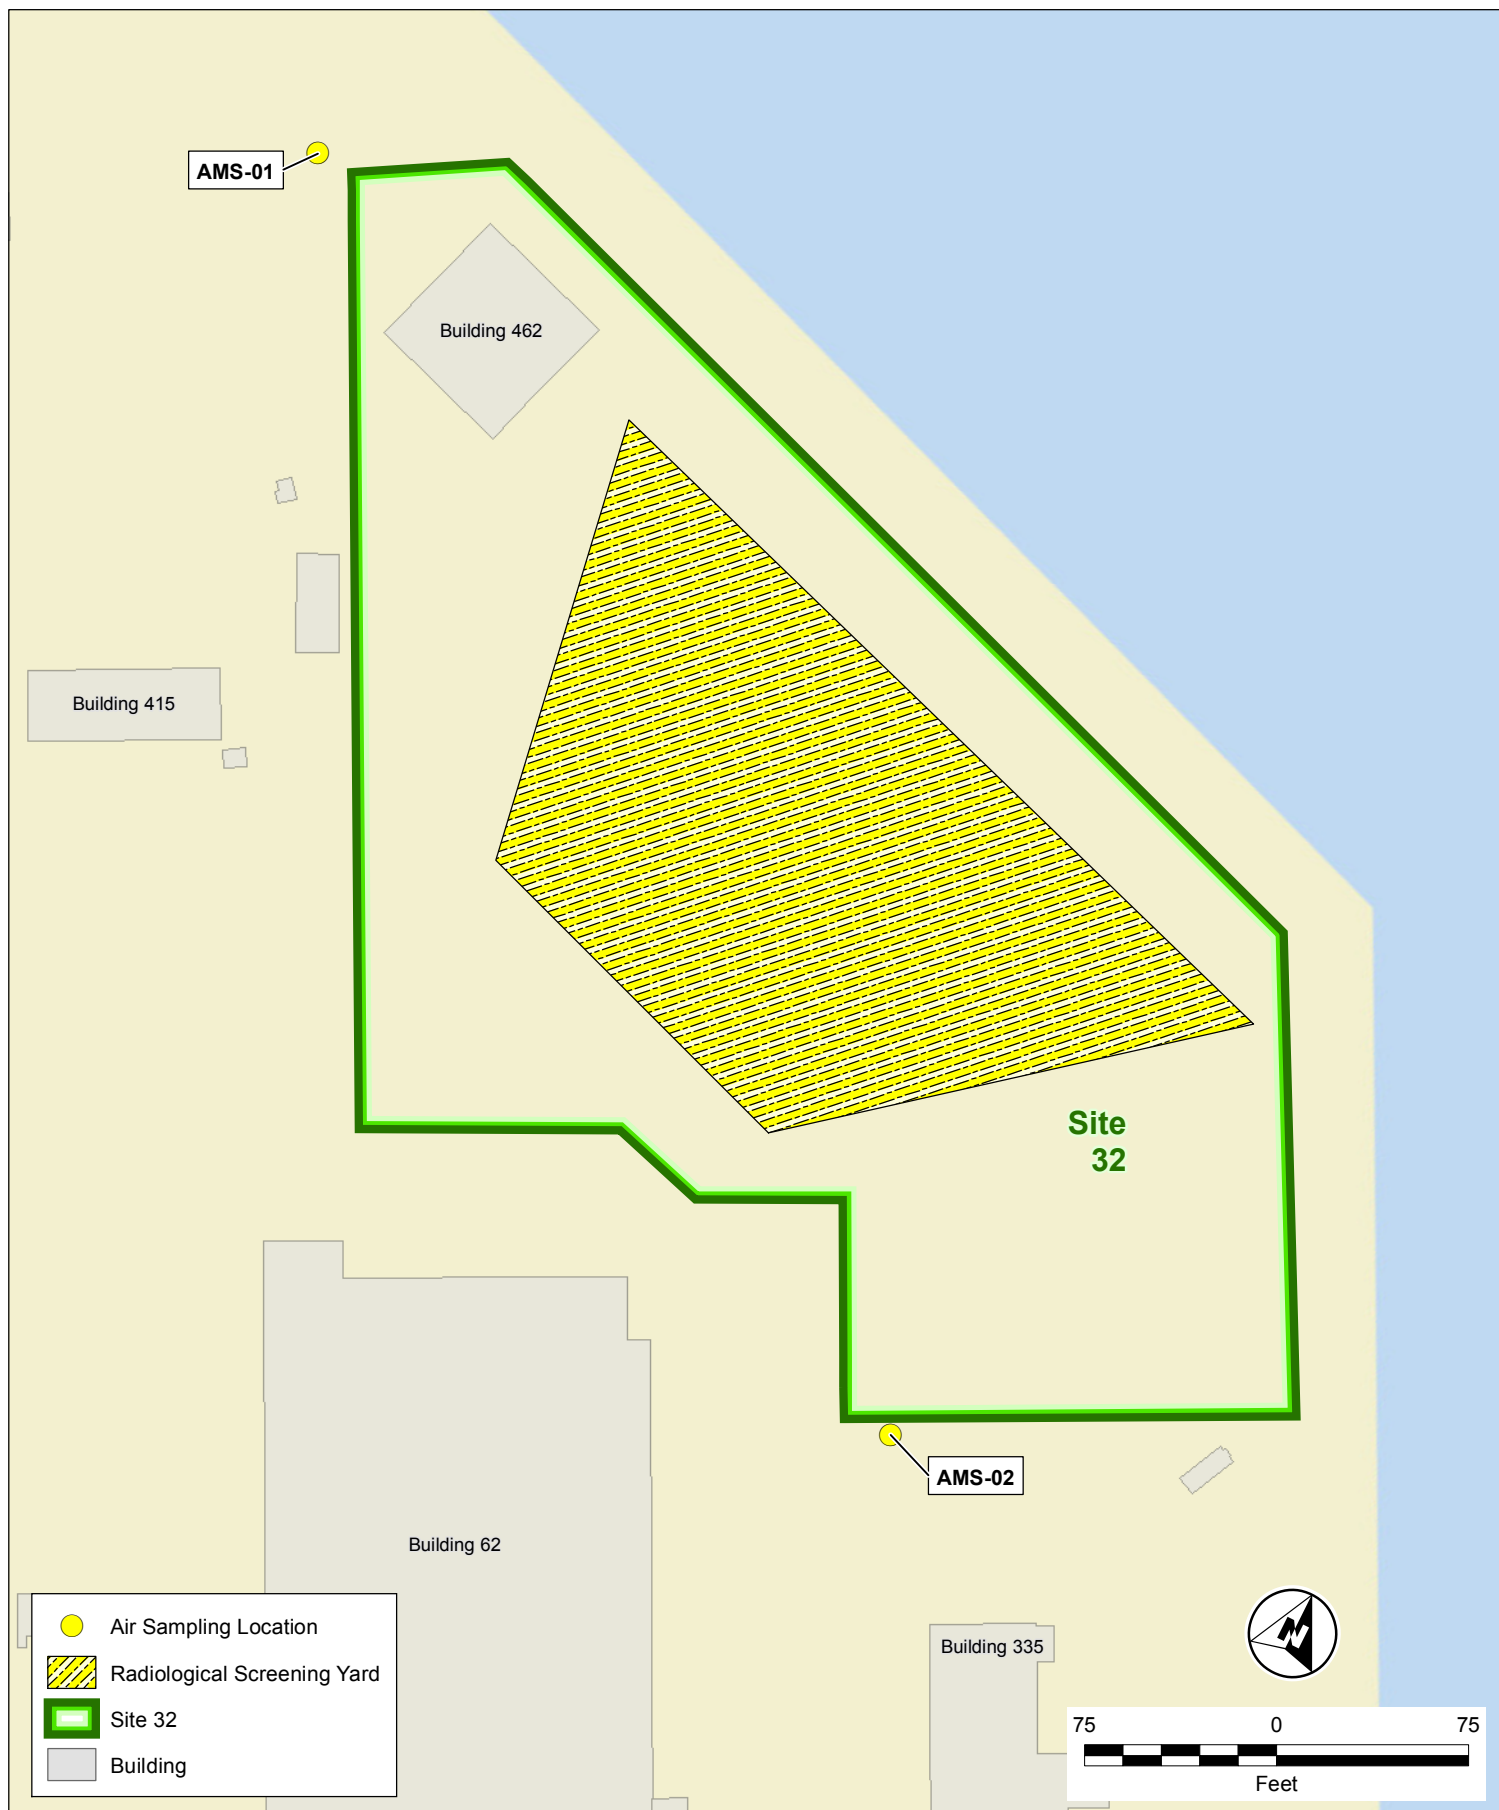 AMS-01
Building 462
Building 415
Site
32
AMS-02
Building 62
Building 335
Air Sampling Location
Radiological Screening Yard
Site 32
Building
N
75 0 75
Feet